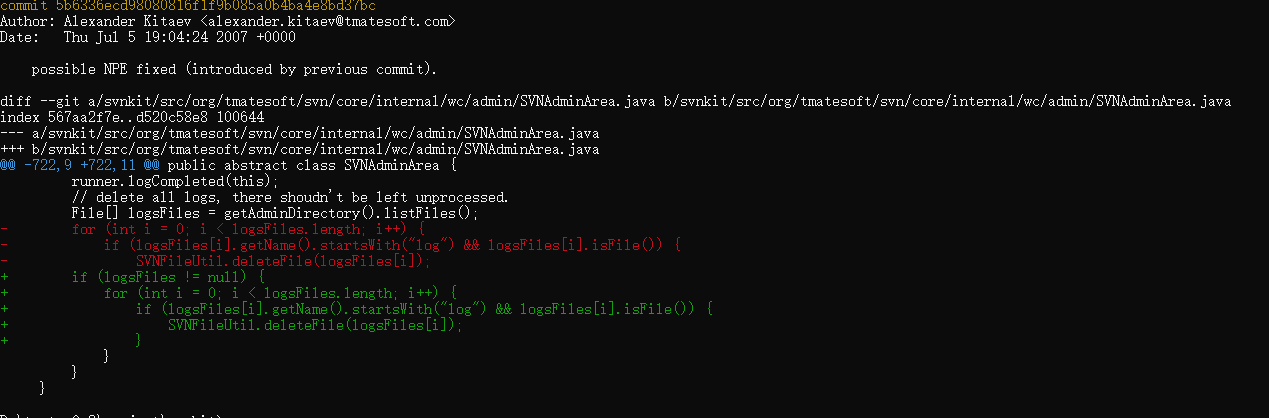 commit 5b6336ecd98080816f1f9b085a0b4ba4e8bd37bc
Author: Alexander Kitaev <alexander.kitaev@tmatesoft.com>
Date:   Thu Jul 5 19:04:24 2007 +0000
    possible NPE fixed (introduced by previous commit).
diff --git a/svnkit/src/org/tmatesoft/svn/core/internal/wc/admin/SVNAdminArea.java b/svnkit/src/org/tmatesoft/svn/core/internal/wc/admin/SVNAdminArea.java
index 567aa2f7e..d520c58e8 100644
--- a/svnkit/src/org/tmatesoft/svn/core/internal/wc/admin/SVNAdminArea.java
+++ b/svnkit/src/org/tmatesoft/svn/core/internal/wc/admin/SVNAdminArea.java
@@ -722,9 +722,11 @@ public abstract class SVNAdminArea {
         runner.logCompleted(this);
         // delete all logs, there shoudn't be left unprocessed.
         File[] logsFiles = getAdminDirectory().listFiles();
-        for (int i = 0; i < logsFiles.length; i++) {
-            if (logsFiles[i].getName().startsWith("log") && logsFiles[i].isFile()) {
-                SVNFileUtil.deleteFile(logsFiles[i]);
+        if (logsFiles != null) {
+            for (int i = 0; i < logsFiles.length; i++) {
+                if (logsFiles[i].getName().startsWith("log") && logsFiles[i].isFile()) {
+                    SVNFileUtil.deleteFile(logsFiles[i]);
+                }
             }
         }
     }